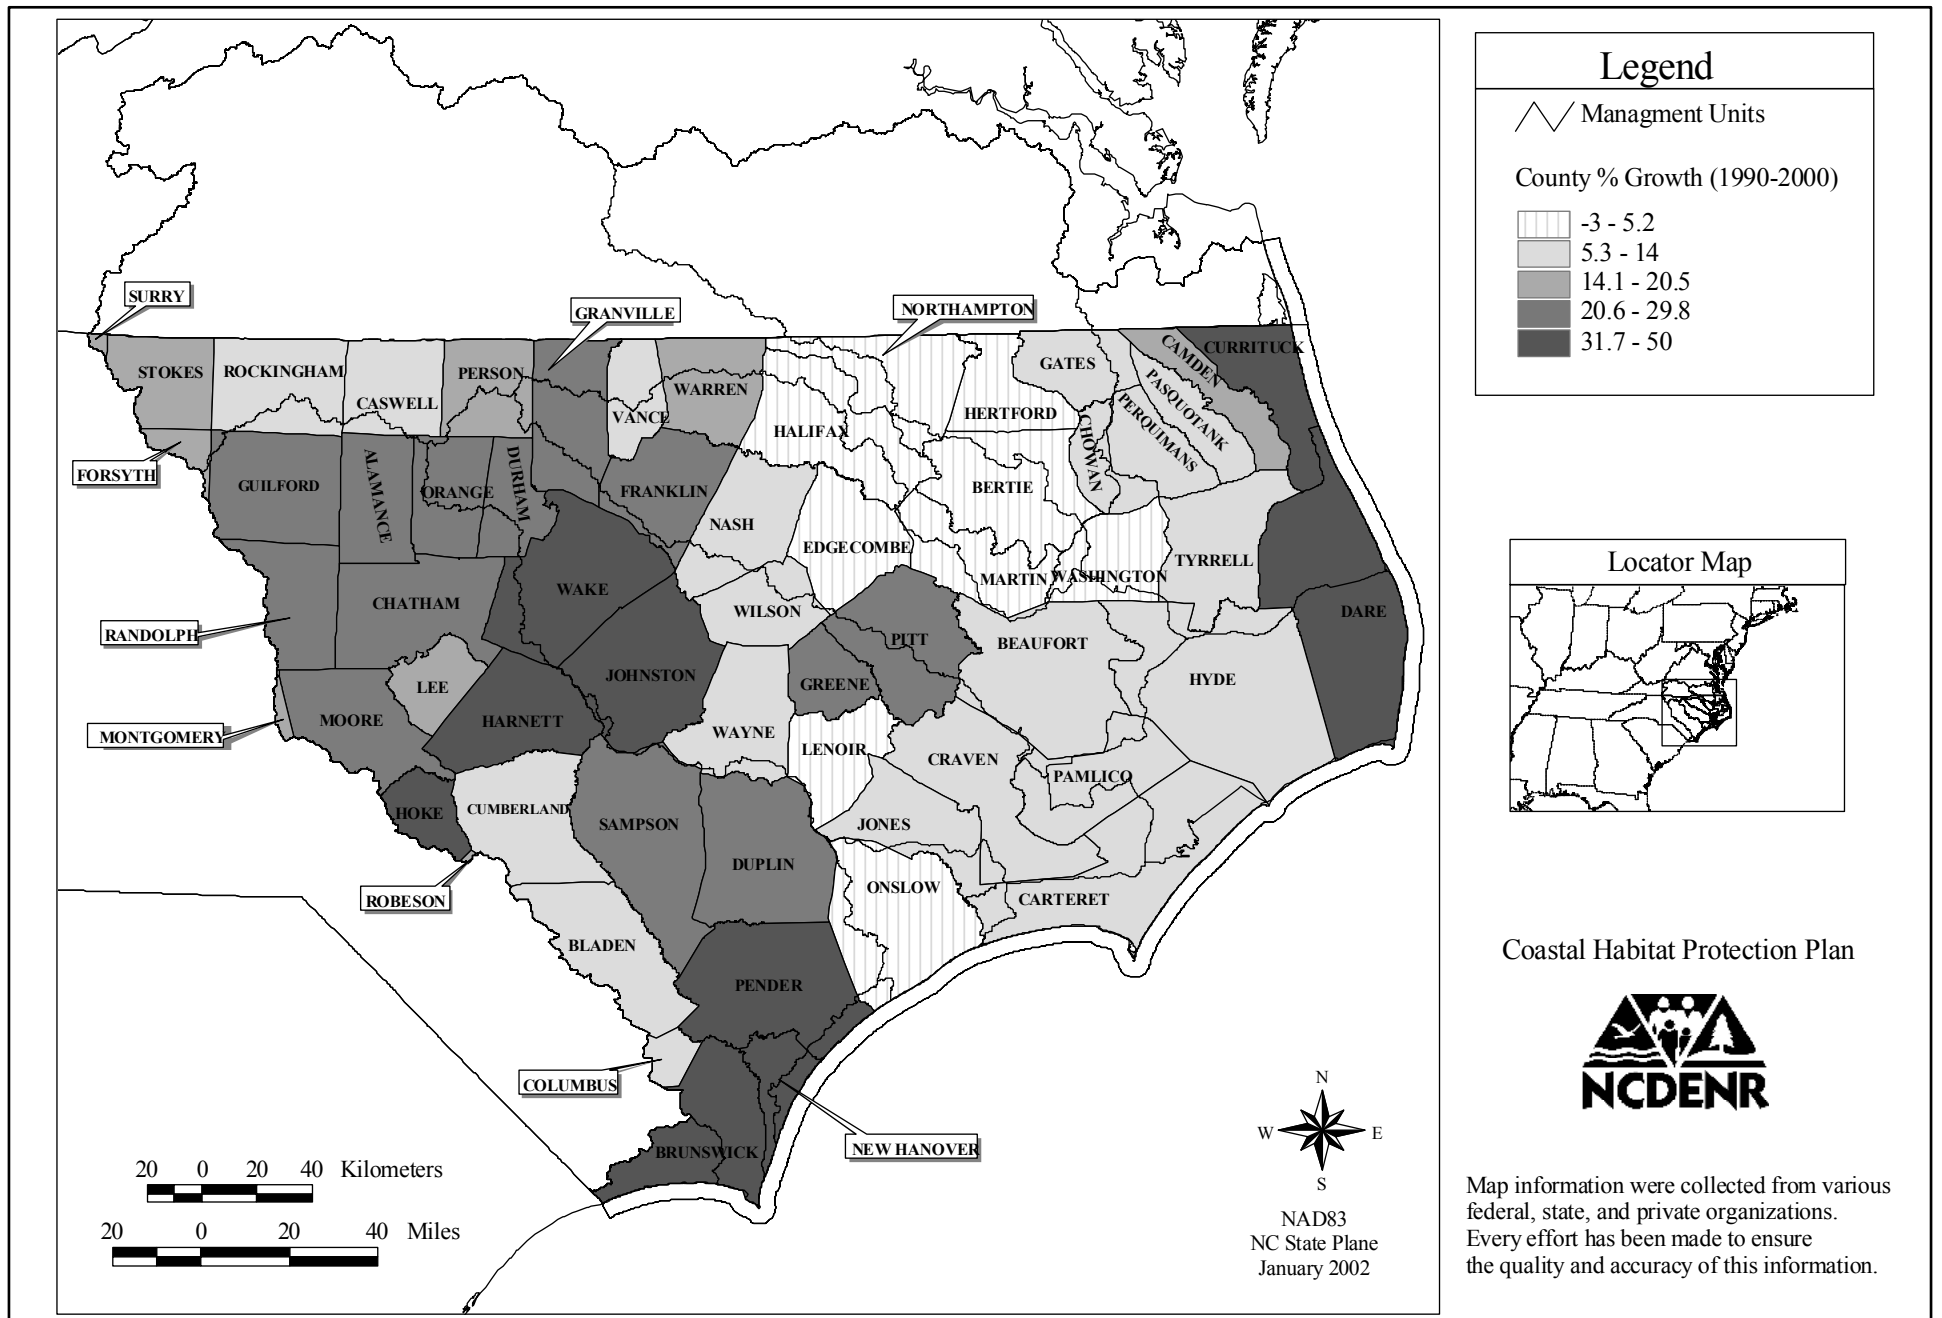 SURRY
GRANVILLE
NORTHAMPTON
STOKES
ROCKINGHAM
CASWELL
PERSON
VANCE
WARREN
HALIFAX
HERTFORD
GATES
CAMDEN
CURRITUCK
PASQUOTANK
PERQUIMANS
CHOWAN
FORSYTH
GUILFORD
ALAMANCE
ORANGE
DURHAM
FRANKLIN
NASH
EDGECOMBE
BERTIE
MARTIN
WASHINGTON
TYRRELL
DARE
RANDOLPH
CHATHAM
WAKE
WILSON
PITT
BEAUFORT
HYDE
MONTGOMERY
MOORE
LEE
HARNETT
JOHNSTON
GREENE
WAYNE
LENOIR
CRAVEN
PAMLICO
HOKE
CUMBERLAND
SAMPSON
DUPLIN
JONES
ONSLOW
CARTERET
ROBESON
BLADEN
PENDER
COLUMBUS
BRUNSWICK
NEW HANOVER
20 0 20 40 Kilometers
20 0 20 40 Miles
N
W E
S
NAD83
NC State Plane
January 2002
Legend
Managment Units
County % Growth (1990-2000)
-3 - 5.2
5.3 - 14
14.1 - 20.5
20.6 - 29.8
31.7 - 50
Locator Map
Coastal Habitat Protection Plan
NCDENR
Map information were collected from various
federal, state, and private organizations.
Every effort has been made to ensure
the quality and accuracy of this information.